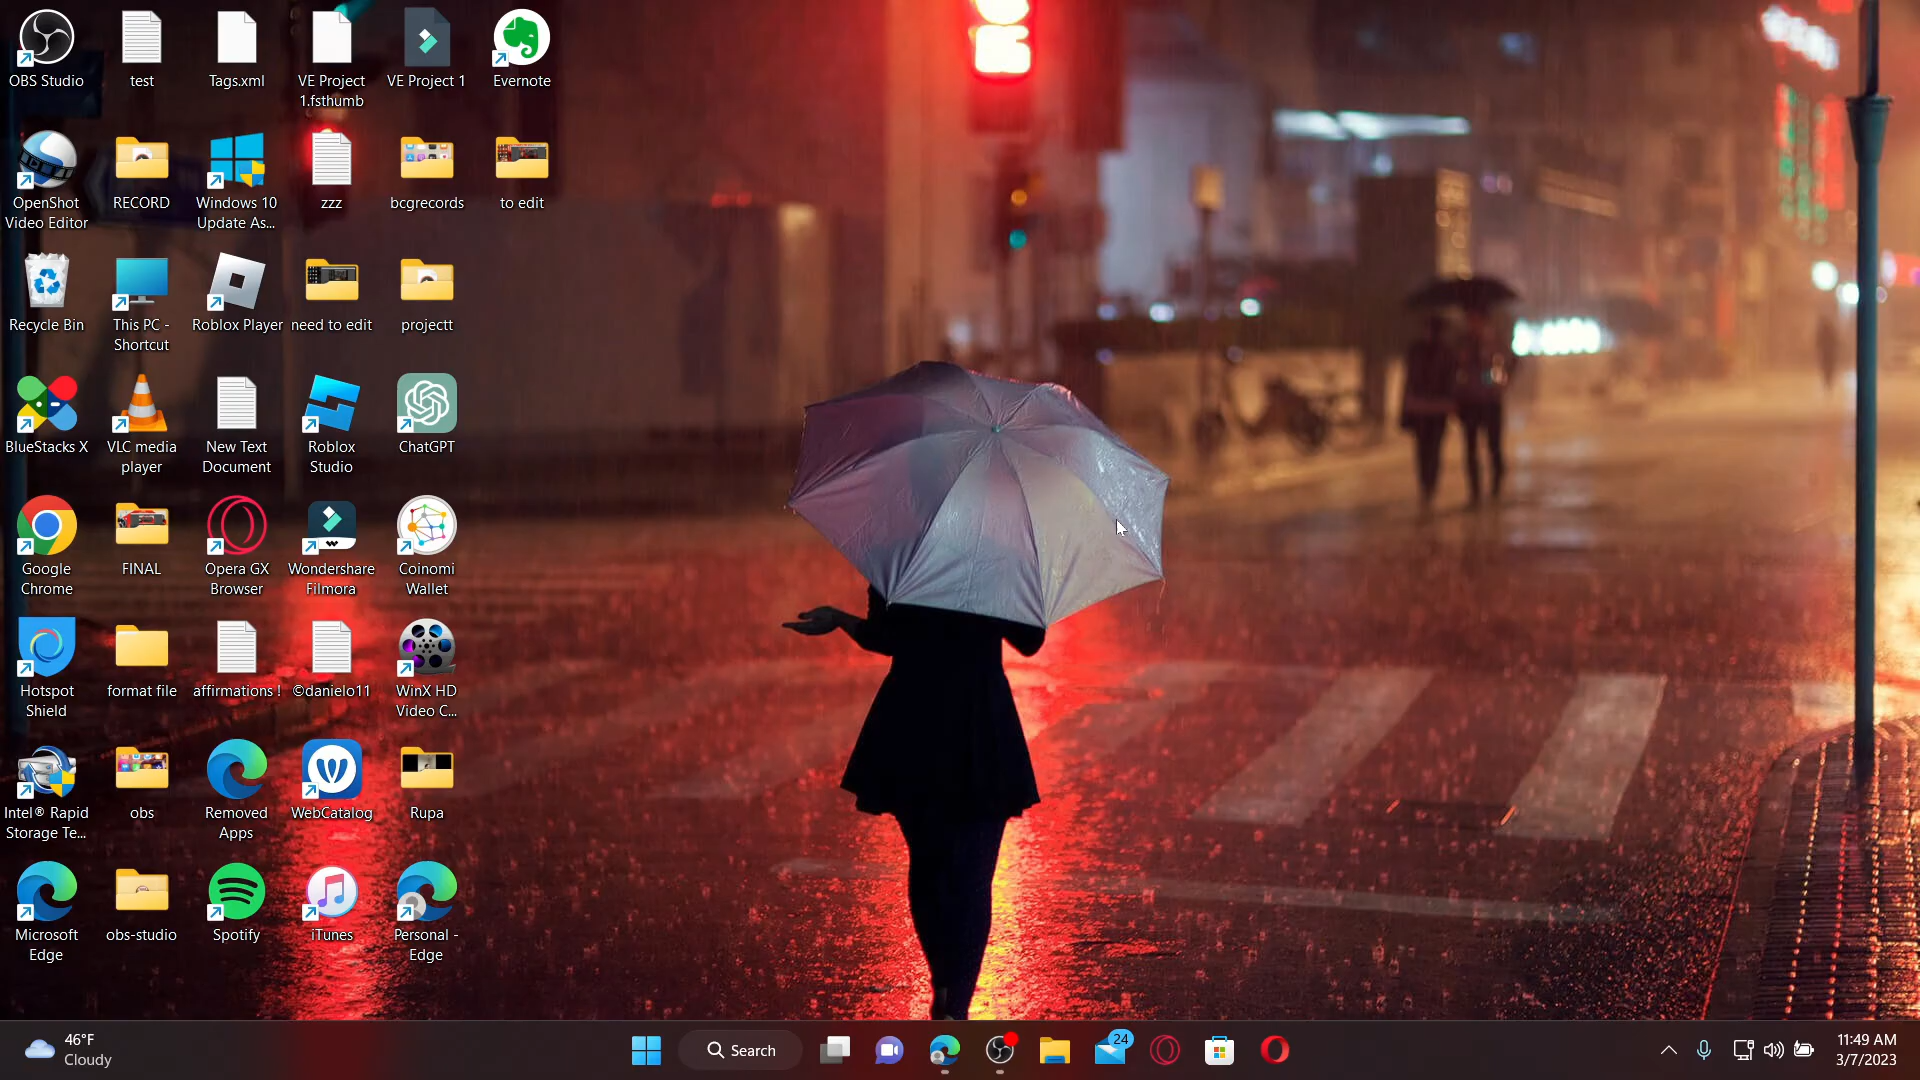 OBS Studio
test
Tags.xml
VE Project
1.fsthumb
VE Project 1
Evernote
OpenShot
Video Editor
RECORD
Windows 10
Update As...
zzz
bcgrecords
to edit
Recycle Bin
This PC -
Shortcut
Roblox Player
need to edit
projectt
BlueStacks X
VLC media
player
New Text
Document
Roblox
Studio
ChatGPT
Google
Chrome
FINAL
Opera GX
Browser
Wondershare
Filmora
Coinomi
Wallet
Hotspot
Shield
format file
affirmations !
©danielo11
WinX HD
Video C...
Intel® Rapid
Storage Te...
obs
Removed
Apps
WebCatalog
Rupa
Microsoft
Edge
obs-studio
Spotify
iTunes
Personal -
Edge
46°F
Cloudy
Search
24
11:49 AM
3/7/2023